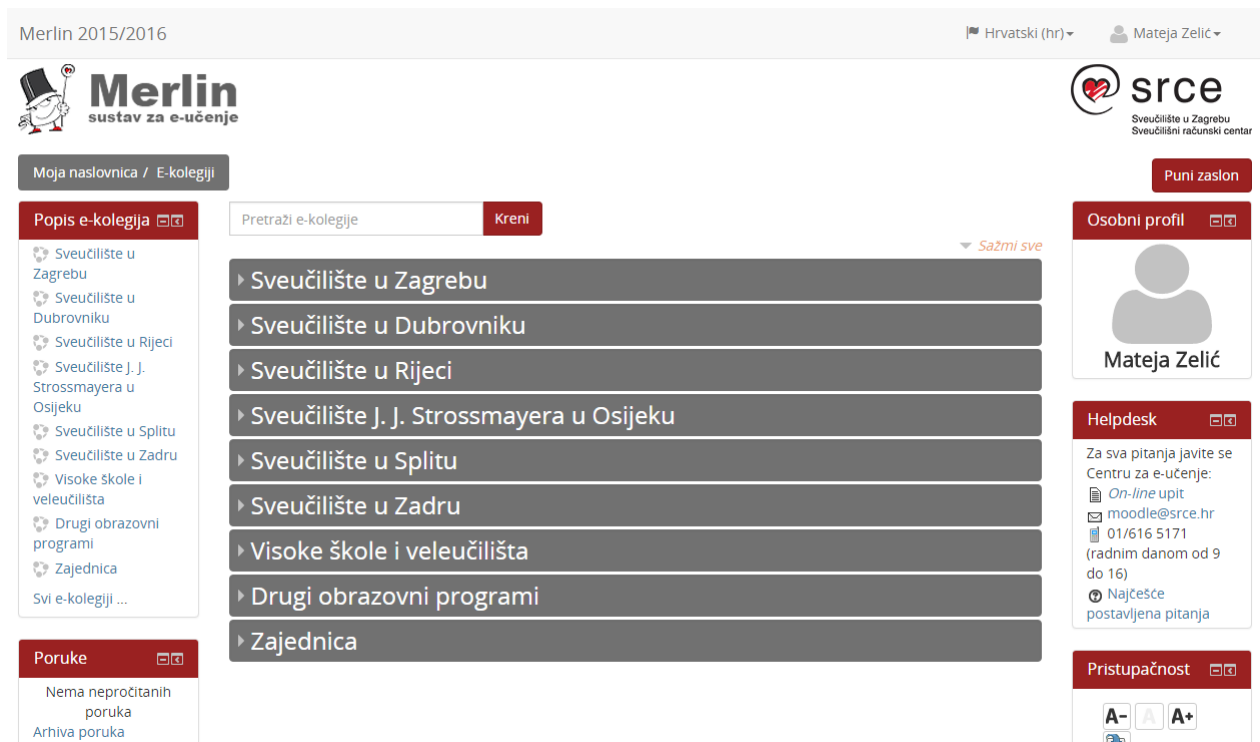 Merlin 2015/2016
Hrvatski (hr)
Mateja Zelić
Merlin
sustav za e-učenje
srce
Sveučilište u Zagrebu
Sveučilišni računski centar
Moja naslovnica / E-kolegiji
Puni zaslon
Popis e-kolegija
Sveučilište u
Zagrebu
Sveučilište u
Dubrovniku
Sveučilište u Rijeci
Sveučilište J. J.
Strossmayera u
Osijeku
Sveučilište u Splitu
Sveučilište u Zadru
Visoke škole i
veleučilišta
Drugi obrazovni
programi
Zajednica
Svi e-kolegiji ...
Poruke
Nema nepročitanih
poruka
Arhiva poruka
Pretraži e-kolegije
Kreni
Sažmi sve
Sveučilište u Zagrebu
Sveučilište u Dubrovniku
Sveučilište u Rijeci
Sveučilište J. J. Strossmayera u Osijeku
Sveučilište u Splitu
Sveučilište u Zadru
Visoke škole i veleučilišta
Drugi obrazovni programi
Zajednica
Osobni profil
Mateja Zelić
Helpdesk
Za sva pitanja javite se
Centru za e-učenje:
On-line upit
moodle@srce.hr
01/616 5171
(radnim danom od 9
do 16)
Najčešće
postavljena pitanja
Pristupačnost
A- A A+